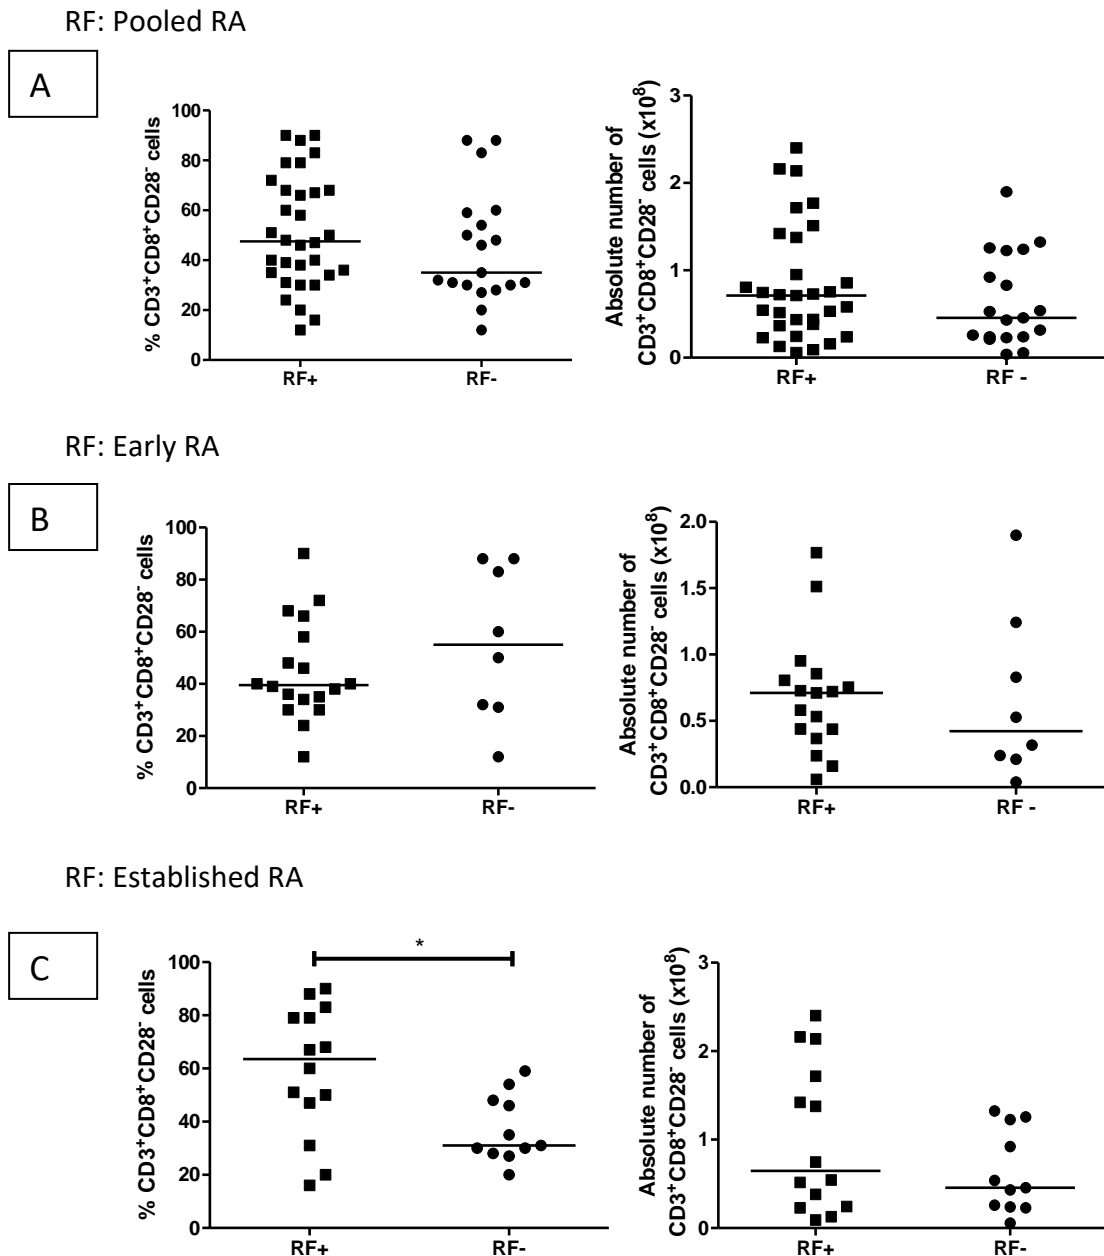 RF: Pooled RA
A
% CD3⁺CD8⁺CD28⁻ cells
100
80
60
40
20
0
RF+
RF-
Absolute number of
CD3⁺CD8⁺CD28⁻ cells (x10⁸)
3
2
1
0
RF+
RF -
RF: Early RA
B
% CD3⁺CD8⁺CD28⁻ cells
100
80
60
40
20
0
RF+
RF-
Absolute number of
CD3⁺CD8⁺CD28⁻ cells (x10⁸)
2.0
1.5
1.0
0.5
0.0
RF+
RF -
RF: Established RA
C
% CD3⁺CD8⁺CD28⁻ cells
100
80
60
40
20
0
*
RF+
RF-
Absolute number of
CD3⁺CD8⁺CD28⁻ cells (x10⁸)
3
2
1
0
RF+
RF-